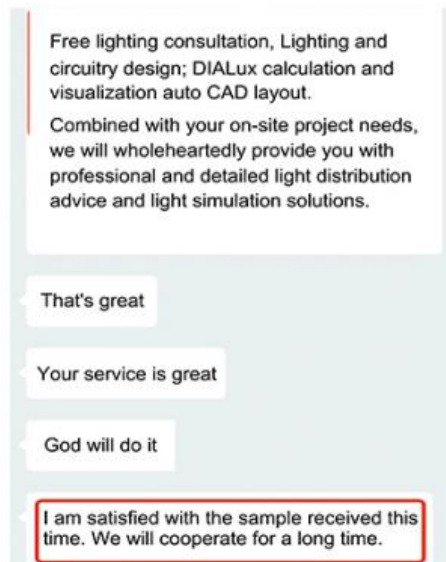 Free lighting consultation, Lighting and
circuitry design; DIALux calculation and
visualization auto CAD layout.
Combined with your on-site project needs,
we will wholeheartedly provide you with
professional and detailed light distribution
advice and light simulation solutions.
That's great
Your service is great
God will do it
I am satisfied with the sample received this
time. We will cooperate for a long time.